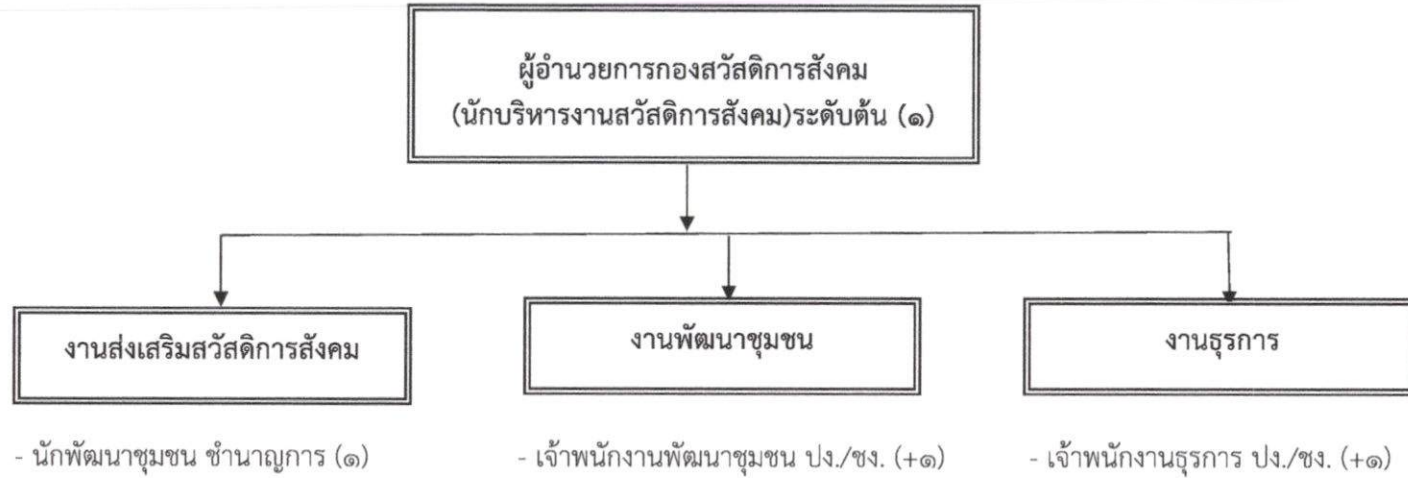 ผู้อำนวยการกองสวัสดิการสังคม
(นักบริหารงานสวัสดิการสังคม)ระดับต้น (๑)
งานส่งเสริมสวัสดิการสังคม
งานพัฒนาชุมชน
งานธุรการ
- นักพัฒนาชุมชน ชำนาญการ (๑)
- เจ้าพนักงานพัฒนาชุมชน ปง./ชง. (+๑)
- เจ้าพนักงานธุรการ ปง./ชง. (+๑)